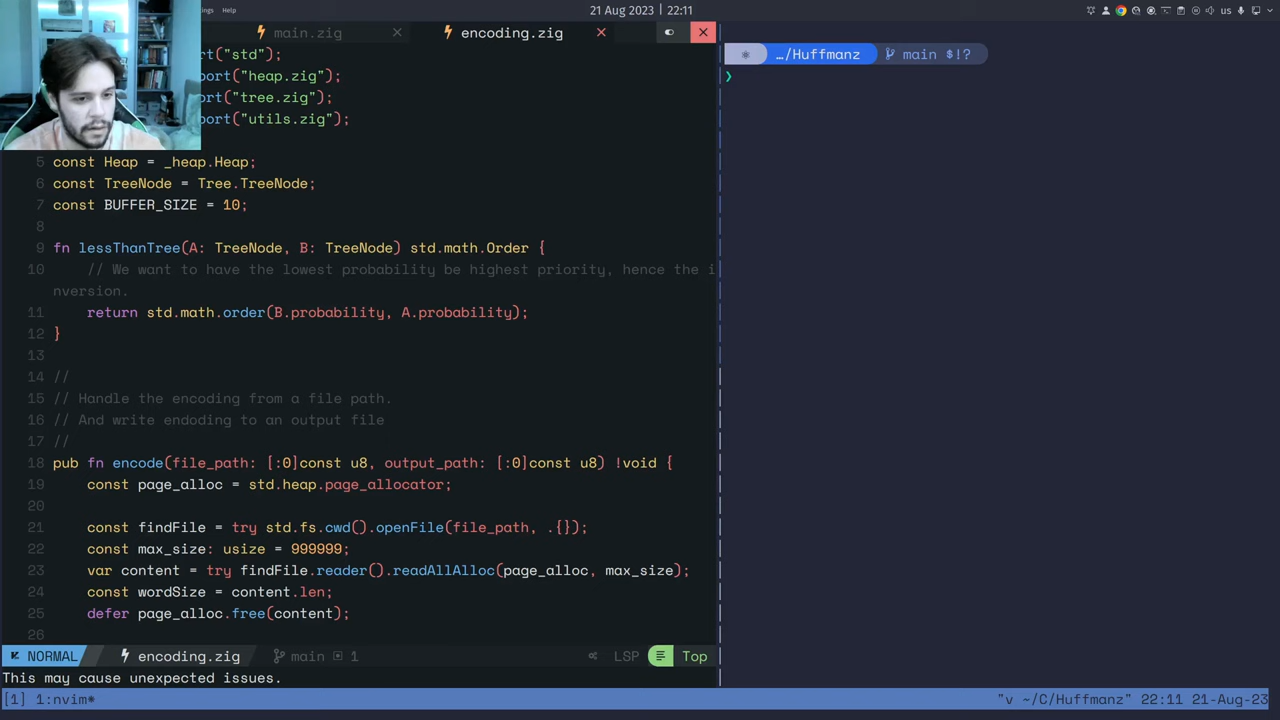 ngs Help
21 Aug 2023 | 22:11
us
main.zig
encoding.zig
port("std");
port("heap.zig");
port("tree.zig");
port("utils.zig");
5 const Heap = _heap.Heap;
6 const TreeNode = Tree.TreeNode;
7 const BUFFER_SIZE = 10;
8
9 fn lessThanTree(A: TreeNode, B: TreeNode) std.math.Order {
10 // We want to have the lowest probability be highest priority, hence the i
nversion.
11 return std.math.order(B.probability, A.probability);
12 }
13
14 //
15 // Handle the encoding from a file path.
16 // And write endoding to an output file
17 //
18 pub fn encode(file_path: [:0]const u8, output_path: [:0]const u8) !void {
19 const page_alloc = std.heap.page_allocator;
20
21 const findFile = try std.fs.cwd().openFile(file_path, .{});
22 const max_size: usize = 999999;
23 var content = try findFile.reader().readAllAlloc(page_alloc, max_size);
24 const wordSize = content.len;
25 defer page_alloc.free(content);
26
NORMAL encoding.zig main 1 LSP Top
This may cause unexpected issues.
[1] 1:nvim* "v ~/C/Huffmanz" 22:11 21-Aug-23
…/Huffmanz main $!?
❯